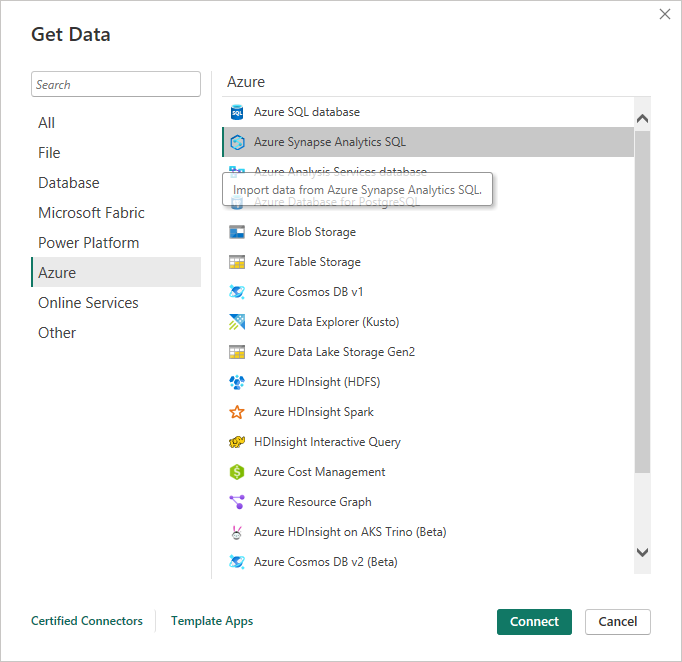 Get Data
Search
All
File
Database
Microsoft Fabric
Power Platform
Azure
Online Services
Other
Azure
Azure SQL database
SQL
Azure Synapse Analytics SQL
Azure Analysis Services database
Import data from Azure Synapse Analytics SQL.
Azure Database for PostgreSQL
Azure Blob Storage
Azure Table Storage
Azure Cosmos DB v1
Azure Data Explorer (Kusto)
Azure Data Lake Storage Gen2
Azure HDInsight (HDFS)
Azure HDInsight Spark
HDInsight Interactive Query
Azure Cost Management
Azure Resource Graph
Azure HDInsight on AKS Trino (Beta)
Azure Cosmos DB v2 (Beta)
Certified Connectors
Template Apps
Connect
Cancel